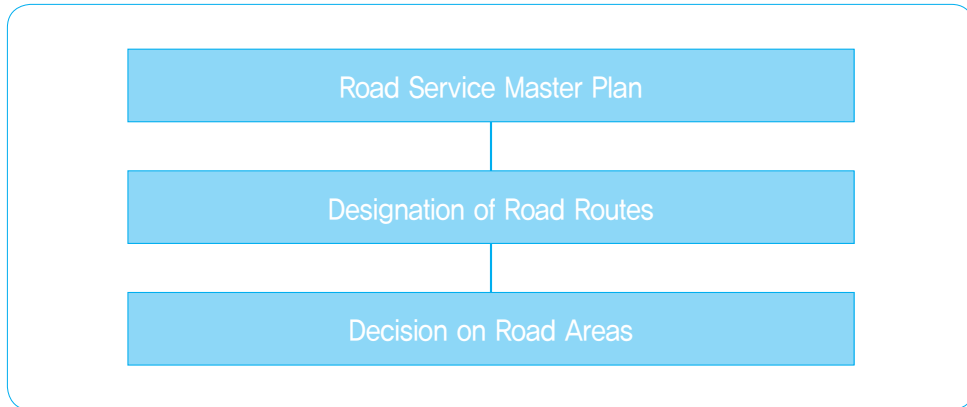 Road Service Master Plan
Designation of Road Routes
Decision on Road Areas